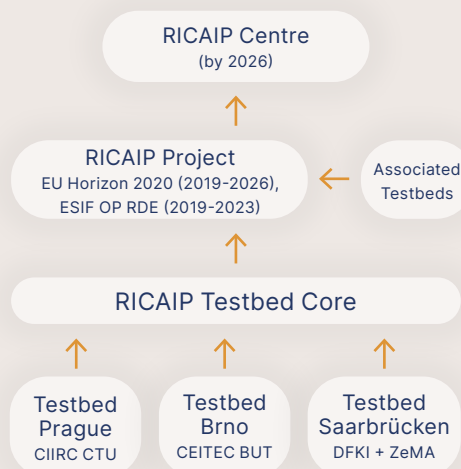 RICAIP Centre
(by 2026)
RICAIP Project
EU Horizon 2020 (2019-2026),
ESIF OP RDE (2019-2023)
Associated
Testbeds
RICAIP Testbed Core
Testbed
Prague
CIIRC CTU
Testbed
Brno
CEITEC BUT
Testbed
Saarbrücken
DFKI + ZeMA